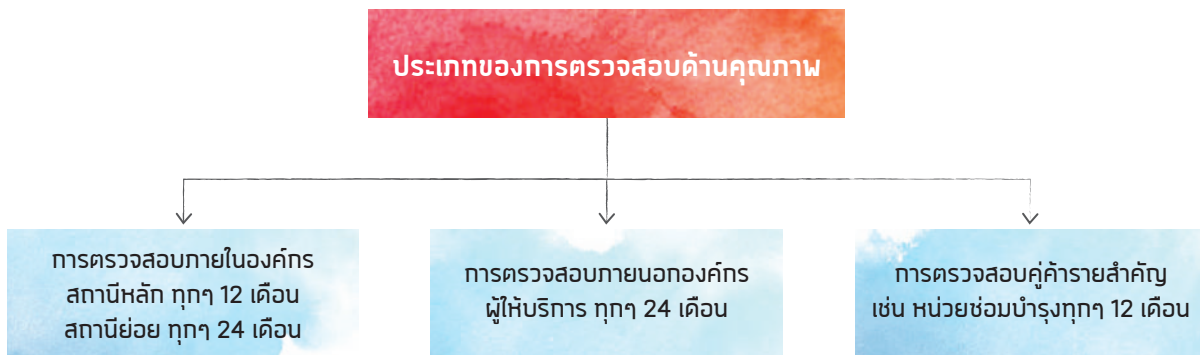 ประเภทของการตรวจสอบด้านคุณภาพ
การตรวจสอบภายในองค์กร
สถานีหลัก ทุกๆ 12 เดือน
สถานีย่อย ทุกๆ 24 เดือน
การตรวจสอบภายนอกองค์กร
ผู้ให้บริการ ทุกๆ 24 เดือน
การตรวจสอบคู่ค้ารายสำคัญ
เช่น หน่วยซ่อมบำรุงทุกๆ 12 เดือน